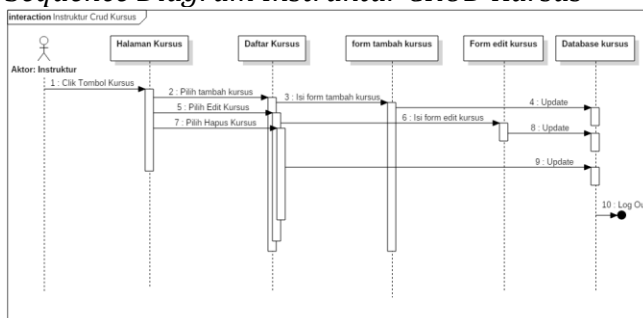 Sequence Diagram Instruktur CRUD Kursus
interaction Instruktur Crud Kursus
Halaman Kursus
Daftar Kursus
form tambah kursus
Form edit kursus
Database kursus
Aktor: Instruktur
1 : Clik Tombol Kursus
2 : Pilih tambah kursus
3 : Isi form tambah kursus
4 : Update
5 : Pilih Edit Kursus
6 : Isi form edit kursus
7 : Pilih Hapus Kursus
8 : Update
9 : Update
10 : Log Ou